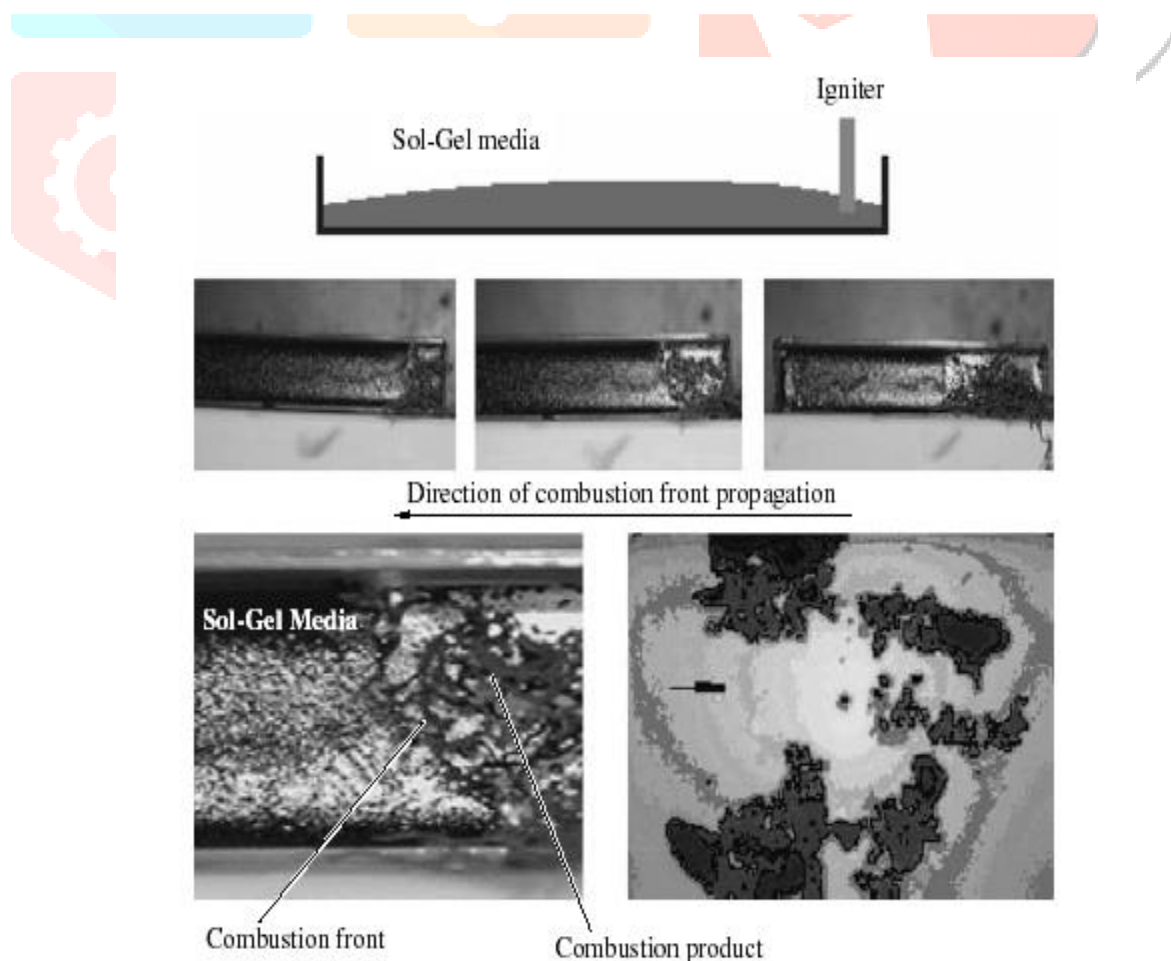 Igniter
Sol-Gel media
Direction of combustion front propagation
Sol-Gel Media
Combustion front
Combustion product